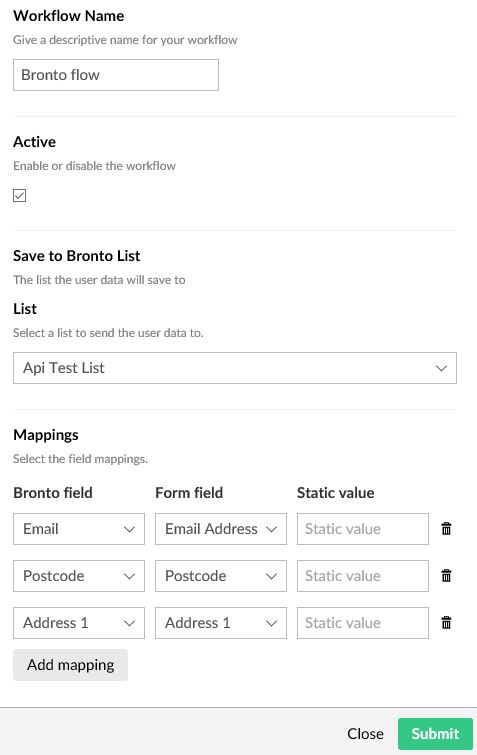 Workflow Name
Give a descriptive name for your workflow
Bronto flow
Active
Enable or disable the workflow
Save to Bronto List
The list the user data will save to
List
Select a list to send the user data to.
Api Test List
Mappings
Select the field mappings.
Bronto field Form field Static value
Email Email Address Static value
Postcode Postcode Static value
Address 1 Address 1 Static value
Add mapping
Close Submit